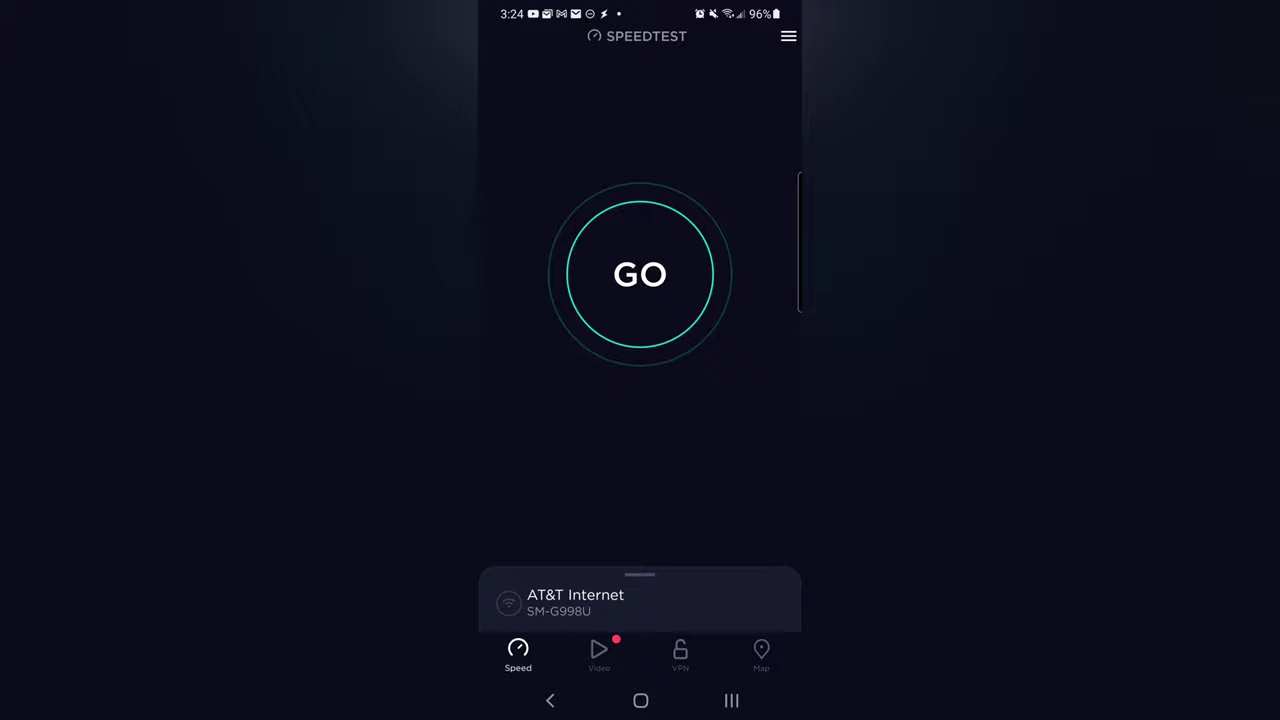 3:24 96%
SPEEDTEST
GO
AT&T Internet
SM-G998U
Speed Video VPN Map